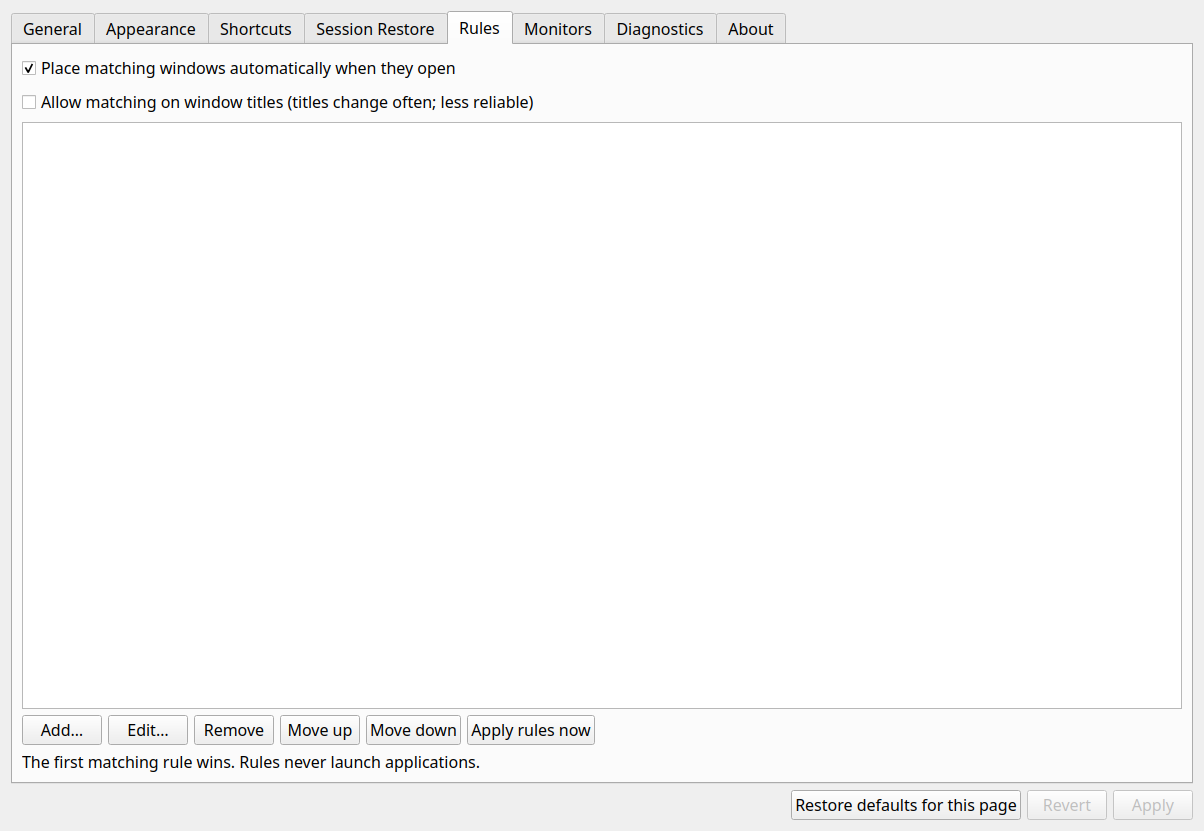 General Appearance Shortcuts Session Restore Rules Monitors Diagnostics About
Place matching windows automatically when they open
Allow matching on window titles (titles change often; less reliable)
Add... Edit... Remove Move up Move down Apply rules now
The first matching rule wins. Rules never launch applications.
Restore defaults for this page Revert Apply